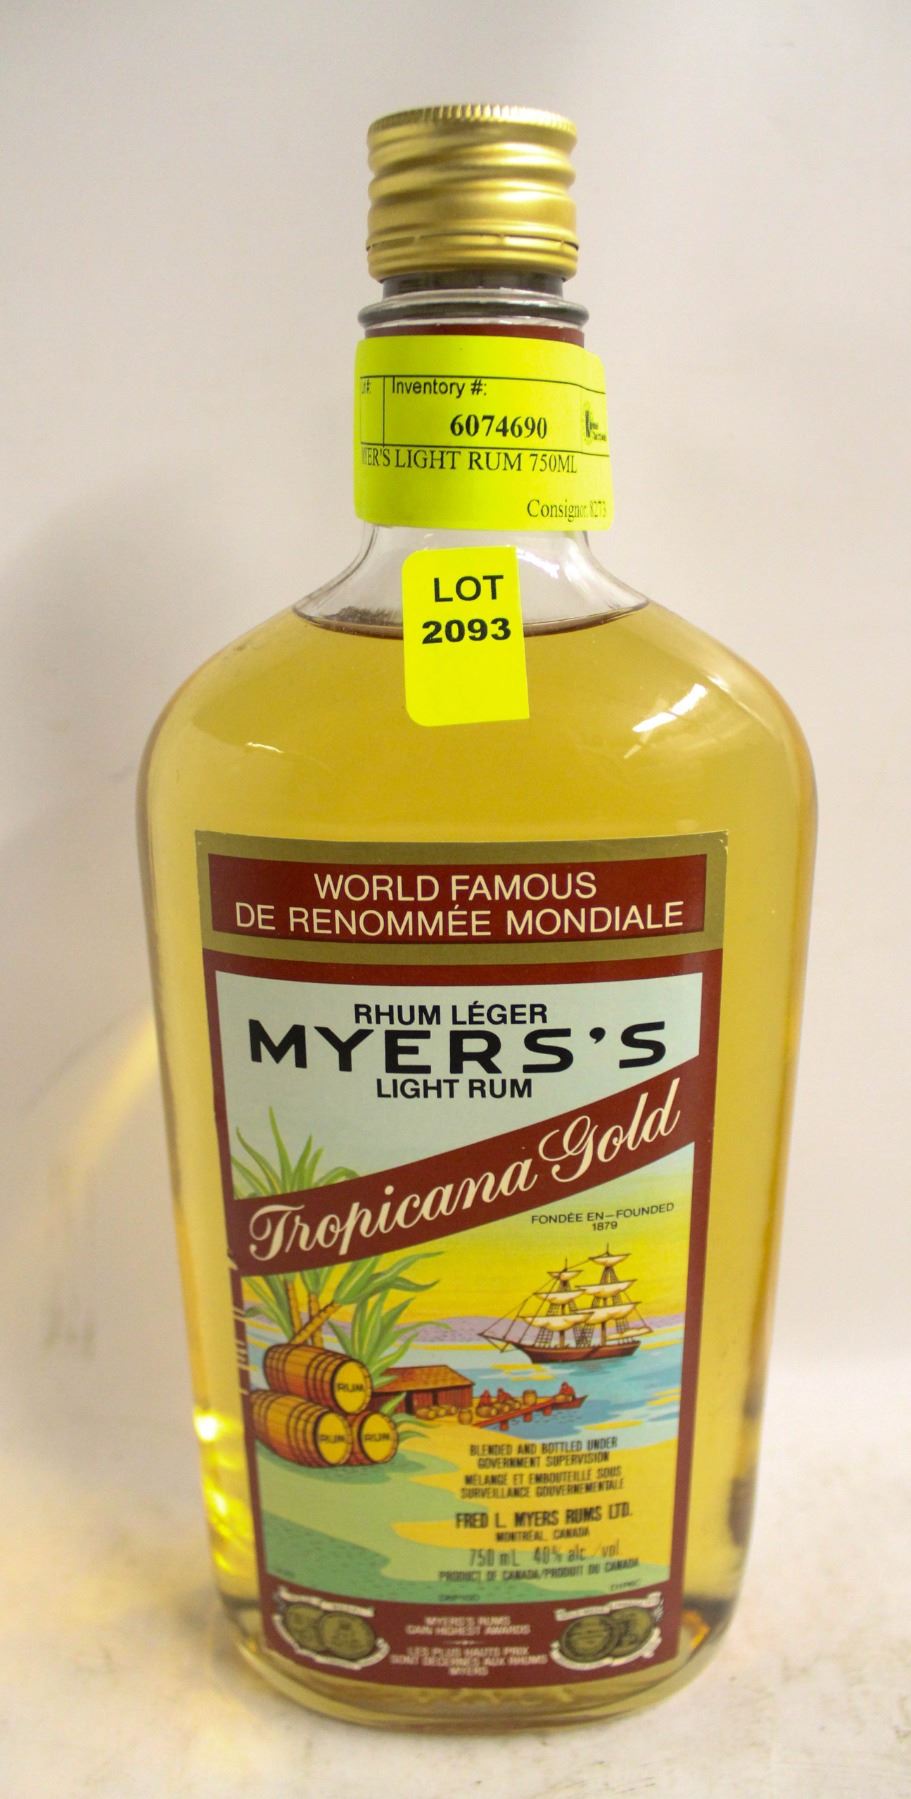 Inventory #:
6074690
LIGHT RUM 750ML
Consignor
LOT
2093
WORLD FAMOUS
DE RENOMMÉE MONDIALE
RHUM LÉGER
MYERS'S
LIGHT RUM
Tropicana Gold
FONDÉE EN—FOUNDED
1879
RUM
RUM RUM
BLENDED AND BOTTLED UNDER
GOVERNMENT SUPERVISION
MÉLANGÉ ET EMBOUTEILLÉ SOUS
SURVEILLANCE GOUVERNEMENTALE
FRED L. MYERS RUMS LTD.
MONTRÉAL, CANADA
750 mL 40% alc./vol.
PRODUCT OF CANADA/PRODUIT DU CANADA
MYERS'S RUMS
GAIN HIGHEST AWARDS
LES PLUS HAUTS PRIX
SONT DÉCERNÉS AUX RHUMS
MYERS